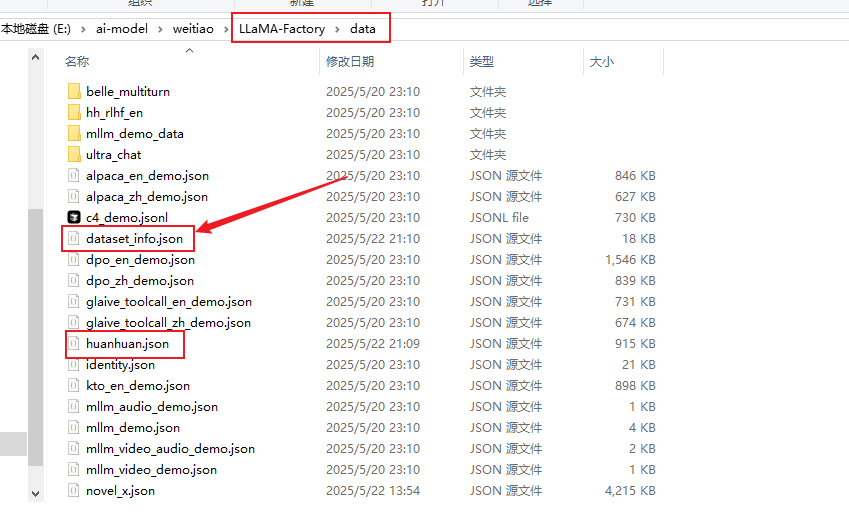 组织 新建 打开 选择
本地磁盘 (E:) › ai-model › weitiao › LLaMA-Factory › data
名称 修改日期 类型 大小
belle_multiturn 2025/5/20 23:10 文件夹
hh_rlhf_en 2025/5/20 23:10 文件夹
mllm_demo_data 2025/5/20 23:10 文件夹
ultra_chat 2025/5/20 23:10 文件夹
alpaca_en_demo.json 2025/5/20 23:10 JSON 源文件 846 KB
alpaca_zh_demo.json 2025/5/20 23:10 JSON 源文件 627 KB
c4_demo.jsonl 2025/5/20 23:10 JSONL file 730 KB
dataset_info.json 2025/5/22 21:10 JSON 源文件 18 KB
dpo_en_demo.json 2025/5/20 23:10 JSON 源文件 1,546 KB
dpo_zh_demo.json 2025/5/20 23:10 JSON 源文件 839 KB
glaive_toolcall_en_demo.json 2025/5/20 23:10 JSON 源文件 731 KB
glaive_toolcall_zh_demo.json 2025/5/20 23:10 JSON 源文件 674 KB
huanhuan.json 2025/5/22 21:09 JSON 源文件 915 KB
identity.json 2025/5/20 23:10 JSON 源文件 21 KB
kto_en_demo.json 2025/5/20 23:10 JSON 源文件 898 KB
mllm_audio_demo.json 2025/5/20 23:10 JSON 源文件 1 KB
mllm_demo.json 2025/5/20 23:10 JSON 源文件 4 KB
mllm_video_audio_demo.json 2025/5/20 23:10 JSON 源文件 2 KB
mllm_video_demo.json 2025/5/20 23:10 JSON 源文件 1 KB
novel_x.json 2025/5/22 13:54 JSON 源文件 4,215 KB